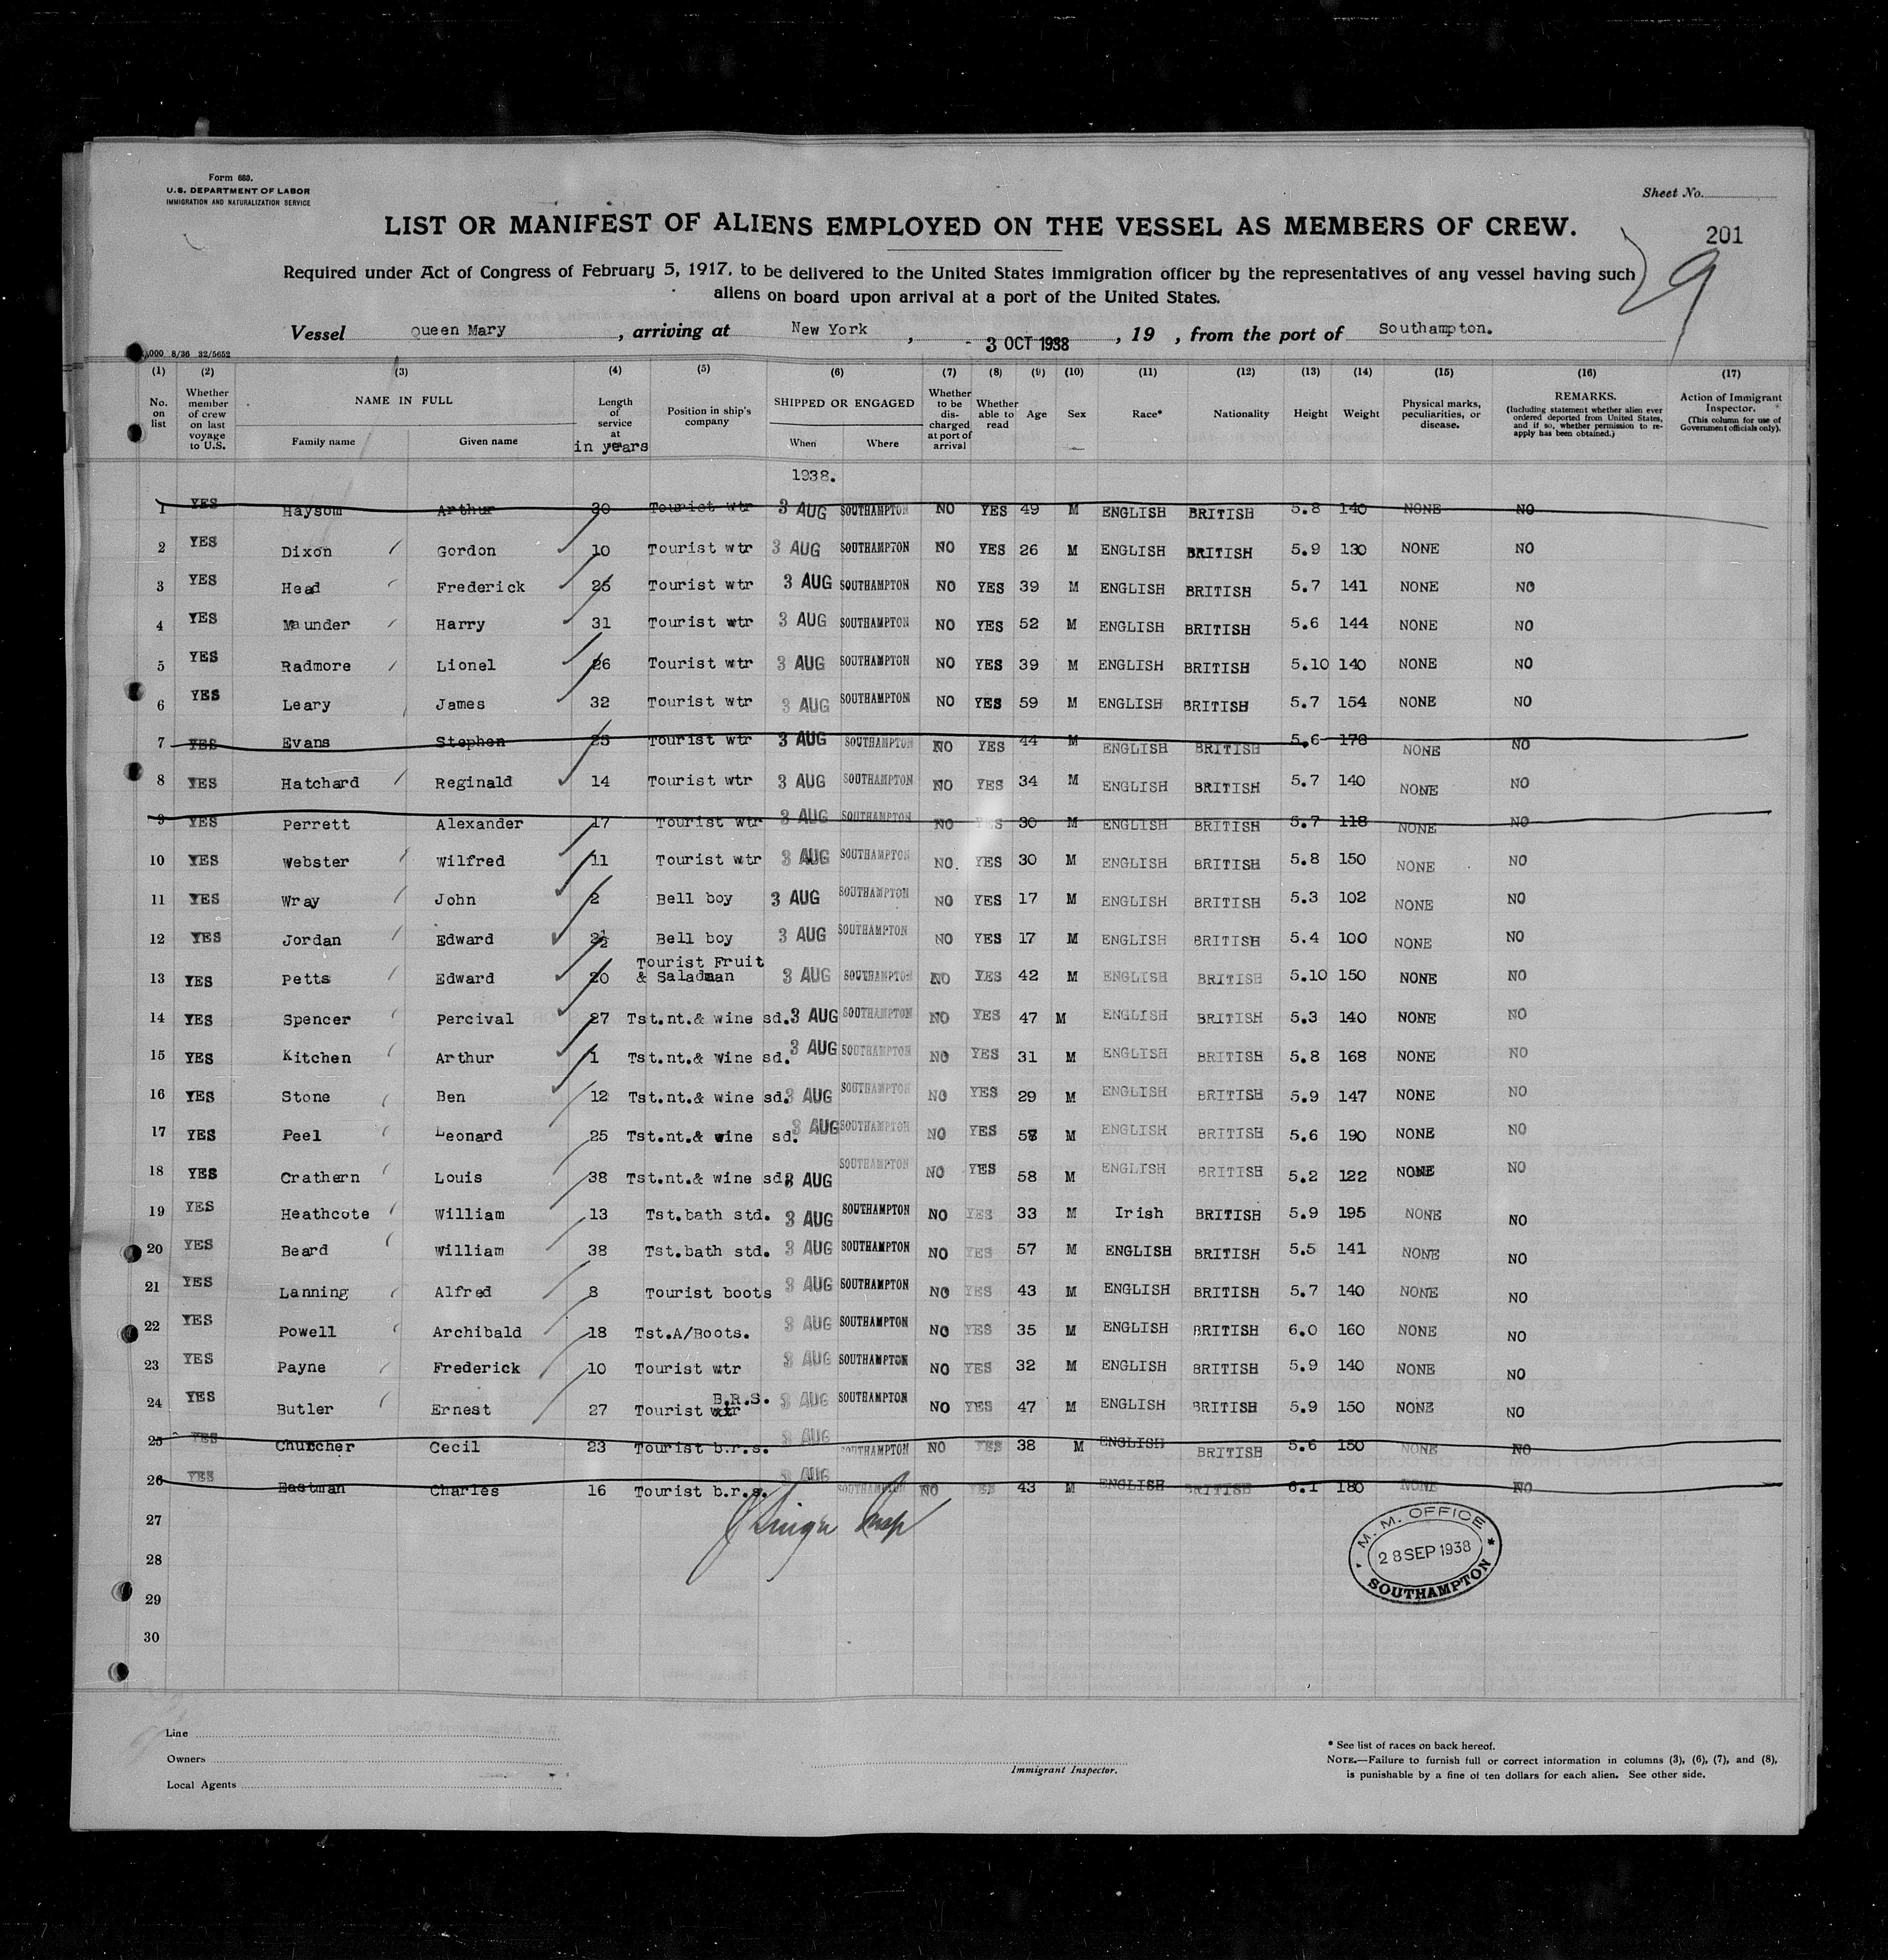 Form 680.
U.S. DEPARTMENT OF LABOR
IMMIGRATION AND NATURALIZATION SERVICE
Sheet No.
LIST OR MANIFEST OF ALIENS EMPLOYED ON THE VESSEL AS MEMBERS OF CREW.
201
9
Required under Act of Congress of February 5, 1917, to be delivered to the United States immigration officer by the representatives of any vessel having such
aliens on board upon arrival at a port of the United States.
Vessel Queen Mary, arriving at New York, - 3 OCT 1938, 19 , from the port of Southampton.
,000 8/36 32/5652
(1) (2) (3) (4) (5) (6) (7) (8) (9) (10) (11) (12) (13) (14) (15) (16) (17)
No. on list
Whether member of crew on last voyage to U.S.
NAME IN FULL
Family name
Given name
Length of service at in years
Position in ship's company
SHIPPED OR ENGAGED
When
Where
Whether to be discharged at port of arrival
Whether able to read
Age
Sex
Race*
Nationality
Height
Weight
Physical marks, peculiarities, or disease.
REMARKS.
(Including statement whether alien ever ordered deported from United States, and if so, whether permission to reapply has been obtained.)
Action of Immigrant Inspector.
(This column for use of Government officials only).
1938.
1 YES Haysom Arthur 30 Tourist wtr 3 AUG SOUTHAMPTON NO YES 49 M ENGLISH BRITISH 5.8 140 NONE NO
2 YES Dixon Gordon 10 Tourist wtr 3 AUG SOUTHAMPTON NO YES 26 M ENGLISH BRITISH 5.9 130 NONE NO
3 YES Head Frederick 25 Tourist wtr 3 AUG SOUTHAMPTON NO YES 39 M ENGLISH BRITISH 5.7 141 NONE NO
4 YES Maunder Harry 31 Tourist wtr 3 AUG SOUTHAMPTON NO YES 52 M ENGLISH BRITISH 5.6 144 NONE NO
5 YES Radmore Lionel 26 Tourist wtr 3 AUG SOUTHAMPTON NO YES 39 M ENGLISH BRITISH 5.10 140 NONE NO
6 YES Leary James 32 Tourist wtr 3 AUG SOUTHAMPTON NO YES 59 M ENGLISH BRITISH 5.7 154 NONE NO
7 YES Evans Stephen 25 Tourist wtr 3 AUG SOUTHAMPTON NO YES 44 M ENGLISH BRITISH 5.6 178 NONE NO
8 YES Hatchard Reginald 14 Tourist wtr 3 AUG SOUTHAMPTON NO YES 34 M ENGLISH BRITISH 5.7 140 NONE NO
9 YES Perrett Alexander 17 Tourist wtr 3 AUG SOUTHAMPTON NO YES 30 M ENGLISH BRITISH 5.7 118 NONE NO
10 YES Webster Wilfred 11 Tourist wtr 3 AUG SOUTHAMPTON NO. YES 30 M ENGLISH BRITISH 5.8 150 NONE NO
11 YES Wray John 2 Bell boy 3 AUG SOUTHAMPTON NO YES 17 M ENGLISH BRITISH 5.3 102 NONE NO
12 YES Jordan Edward 2½ Bell boy 3 AUG SOUTHAMPTON NO YES 17 M ENGLISH BRITISH 5.4 100 NONE NO
13 YES Petts Edward 20 Tourist Fruit & Saladman 3 AUG SOUTHAMPTON NO YES 42 M ENGLISH BRITISH 5.10 150 NONE NO
14 YES Spencer Percival 27 Tst.nt.& wine sd. 3 AUG SOUTHAMPTON NO YES 47 M ENGLISH BRITISH 5.3 140 NONE NO
15 YES Kitchen Arthur 1 Tst.nt.& wine sd. 3 AUG SOUTHAMPTON NO YES 31 M ENGLISH BRITISH 5.8 168 NONE NO
16 YES Stone Ben 12 Tst.nt.& wine sd. 3 AUG SOUTHAMPTON NO YES 29 M ENGLISH BRITISH 5.9 147 NONE NO
17 YES Peel Leonard 25 Tst.nt.& wine sd. 3 AUG SOUTHAMPTON NO YES M ENGLISH BRITISH 5.6 190 NONE NO
18 YES Crathern Louis 38 Tst.nt.& wine sd. 3 AUG SOUTHAMPTON NO YES 58 M ENGLISH BRITISH 5.2 122 NONE NO
19 YES Heathcote William 13 Tst.bath std. 3 AUG SOUTHAMPTON NO YES 33 M Irish BRITISH 5.9 195 NONE NO
20 YES Beard William 38 Tst.bath std. 3 AUG SOUTHAMPTON NO YES 57 M ENGLISH BRITISH 5.5 141 NONE NO
21 YES Lanning Alfred 8 Tourist boots 3 AUG SOUTHAMPTON NO YES 43 M ENGLISH BRITISH 5.7 140 NONE NO
22 YES Powell Archibald 18 Tst.A/Boots. 3 AUG SOUTHAMPTON NO YES 35 M ENGLISH BRITISH 6.0 160 NONE NO
23 YES Payne Frederick 10 Tourist wtr 3 AUG SOUTHAMPTON NO YES 32 M ENGLISH BRITISH 5.9 140 NONE NO
24 YES Butler Ernest 27 Tourist B.R.S. 3 AUG SOUTHAMPTON NO YES 47 M ENGLISH BRITISH 5.9 150 NONE NO
25 YES Churcher Cecil 23 Tourist b.r.s. 3 AUG SOUTHAMPTON NO YES 38 M ENGLISH BRITISH 5.6 150 NONE NO
26 YES Eastman Charles 16 Tourist b.r.s. 3 AUG SOUTHAMPTON NO YES 43 M ENGLISH BRITISH 6.1 180 NONE NO
27
28
29
30
M. M. OFFICE
28 SEP 1938
SOUTHAMPTON
Line
Owners
Local Agents
Immigrant Inspector.
* See list of races on back hereof.
NOTE.—Failure to furnish full or correct information in columns (3), (6), (7), and (8),
is punishable by a fine of ten dollars for each alien. See other side.